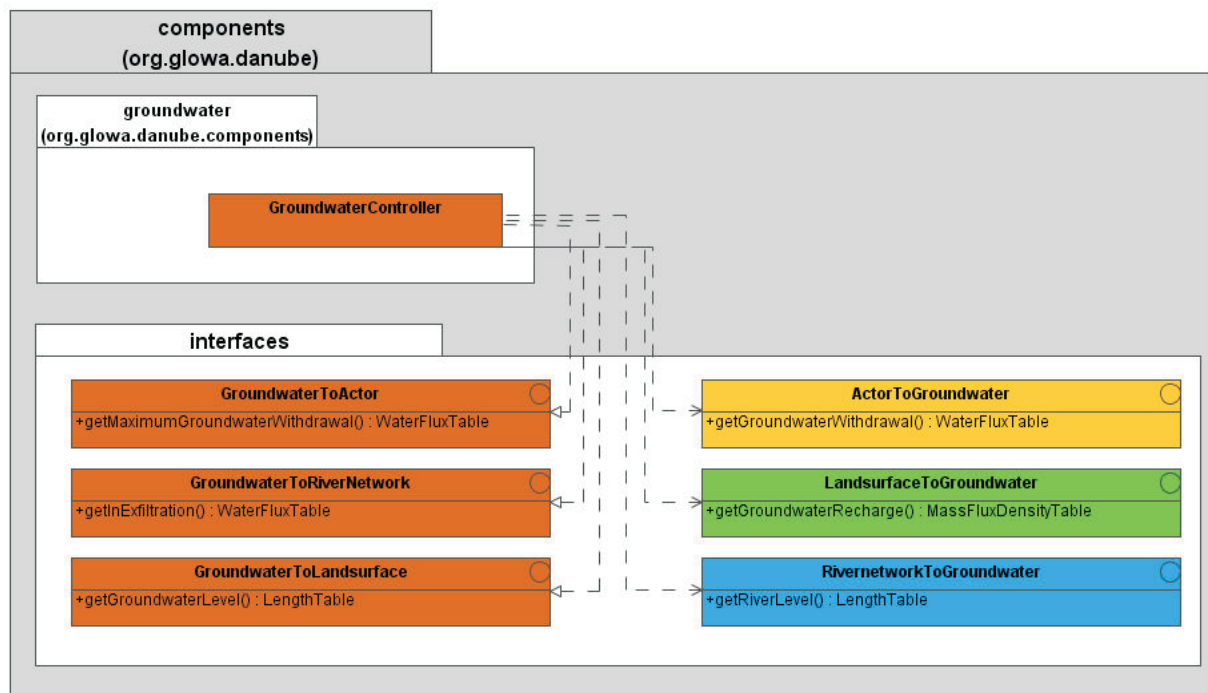 components
(org.glowa.danube)
groundwater
(org.glowa.danube.components)
GroundwaterController
interfaces
GroundwaterToActor
+getMaximumGroundwaterWithdrawal() : WaterFluxTable
ActorToGroundwater
+getGroundwaterWithdrawal() : WaterFluxTable
GroundwaterToRiverNetwork
+getInExfiltration() : WaterFluxTable
LandsurfaceToGroundwater
+getGroundwaterRecharge() : MassFluxDensityTable
GroundwaterToLandsurface
+getGroundwaterLevel() : LengthTable
RivernetworkToGroundwater
+getRiverLevel() : LengthTable